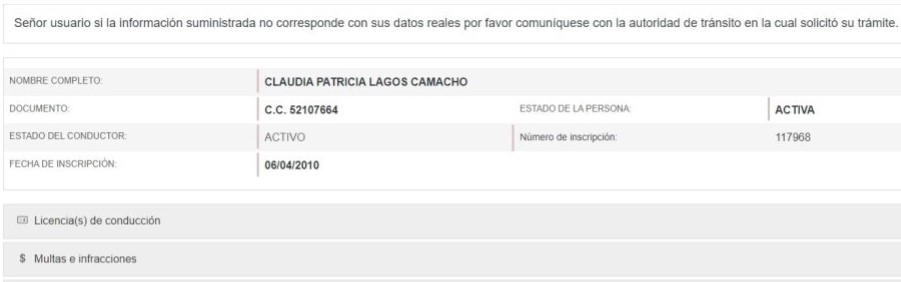 Señor usuario si la información suministrada no corresponde con sus datos reales por favor comuníquese con la autoridad de tránsito en la cual solicitó su trámite.
NOMBRE COMPLETO: CLAUDIA PATRICIA LAGOS CAMACHO
DOCUMENTO: C.C. 52107664 ESTADO DE LA PERSONA: ACTIVA
ESTADO DEL CONDUCTOR: ACTIVO Número de inscripción: 117968
FECHA DE INSCRIPCIÓN: 06/04/2010
Licencia(s) de conducción
$ Multas e infracciones